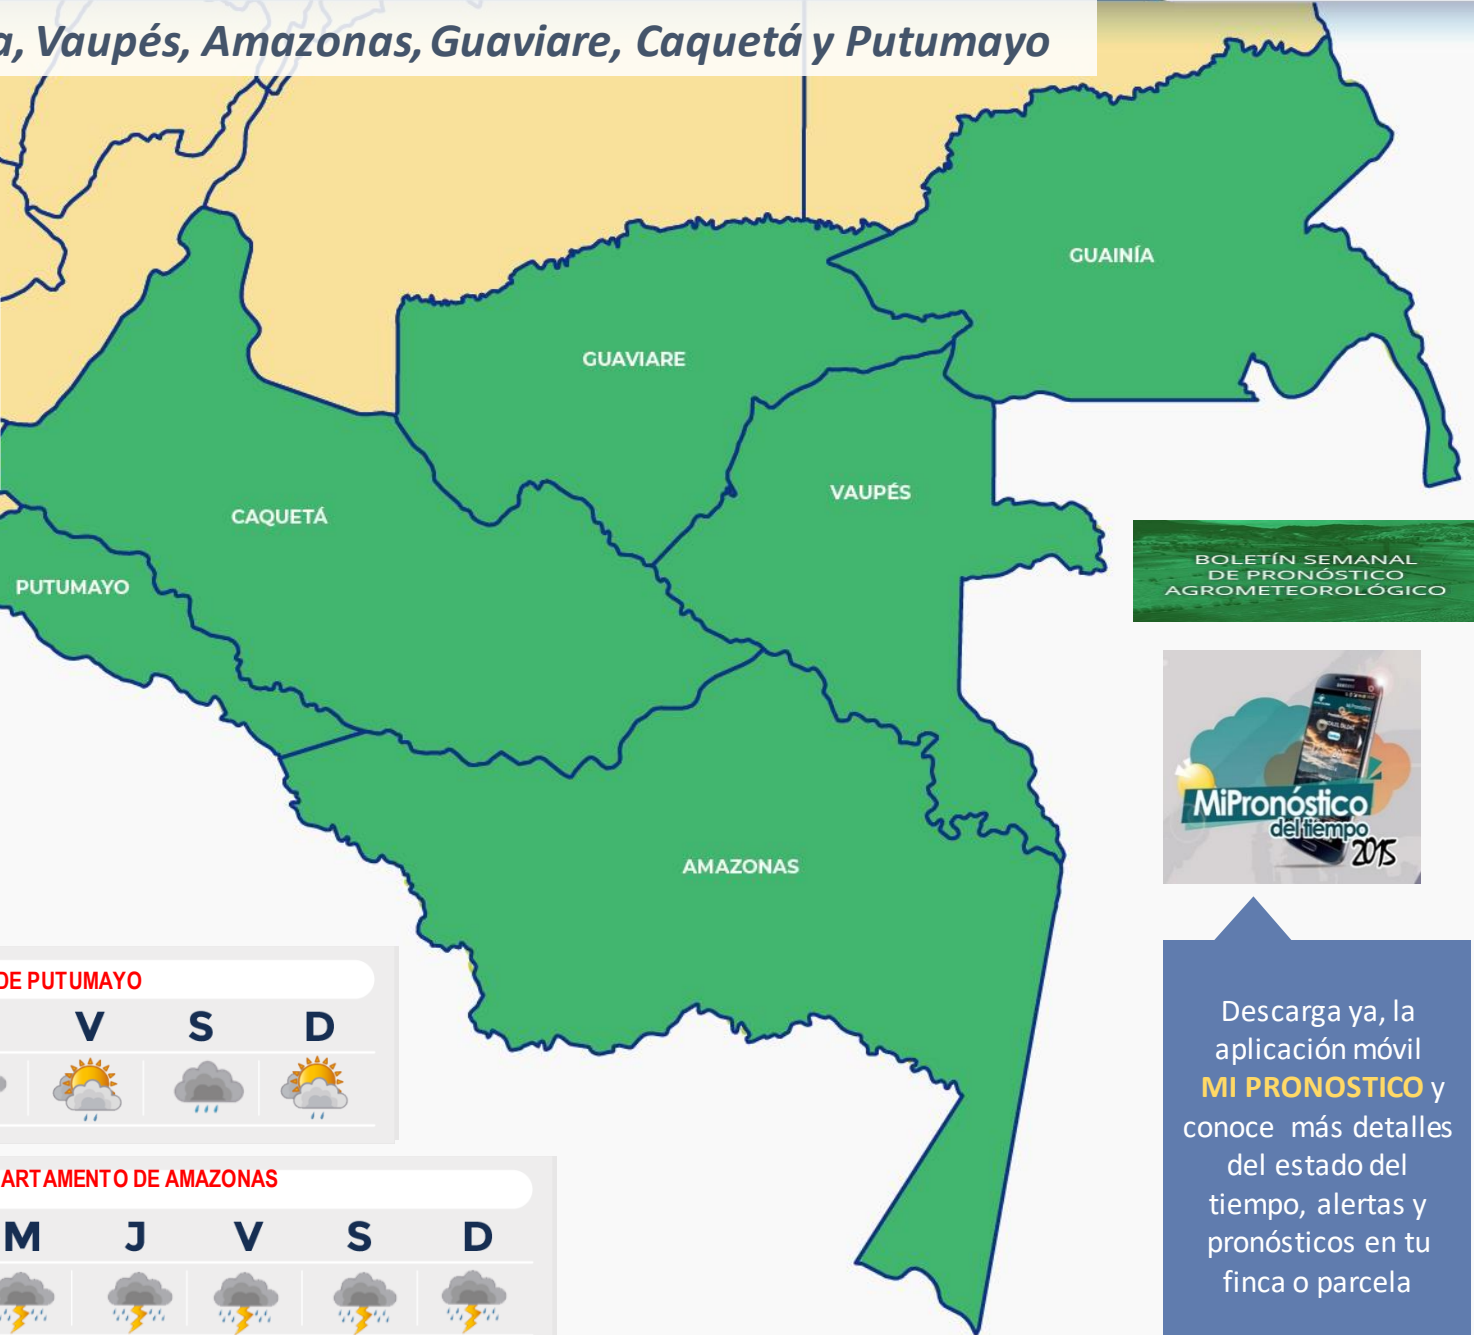 a, Vaupés, Amazonas, Guaviare, Caquetá y Putumayo
GUAINÍA
GUAVIARE
VAUPÉS
CAQUETÁ
PUTUMAYO
AMAZONAS
BOLETÍN SEMANAL
DE PRONÓSTICO
AGROMETEOROLÓGICO
MiPronóstico
del tiempo
2015
Descarga ya, la
aplicación móvil
MI PRONOSTICO y
conoce más detalles
del estado del
tiempo, alertas y
pronósticos en tu
finca o parcela
DE PUTUMAYO
V S D
ARTAMENTO DE AMAZONAS
M J V S D